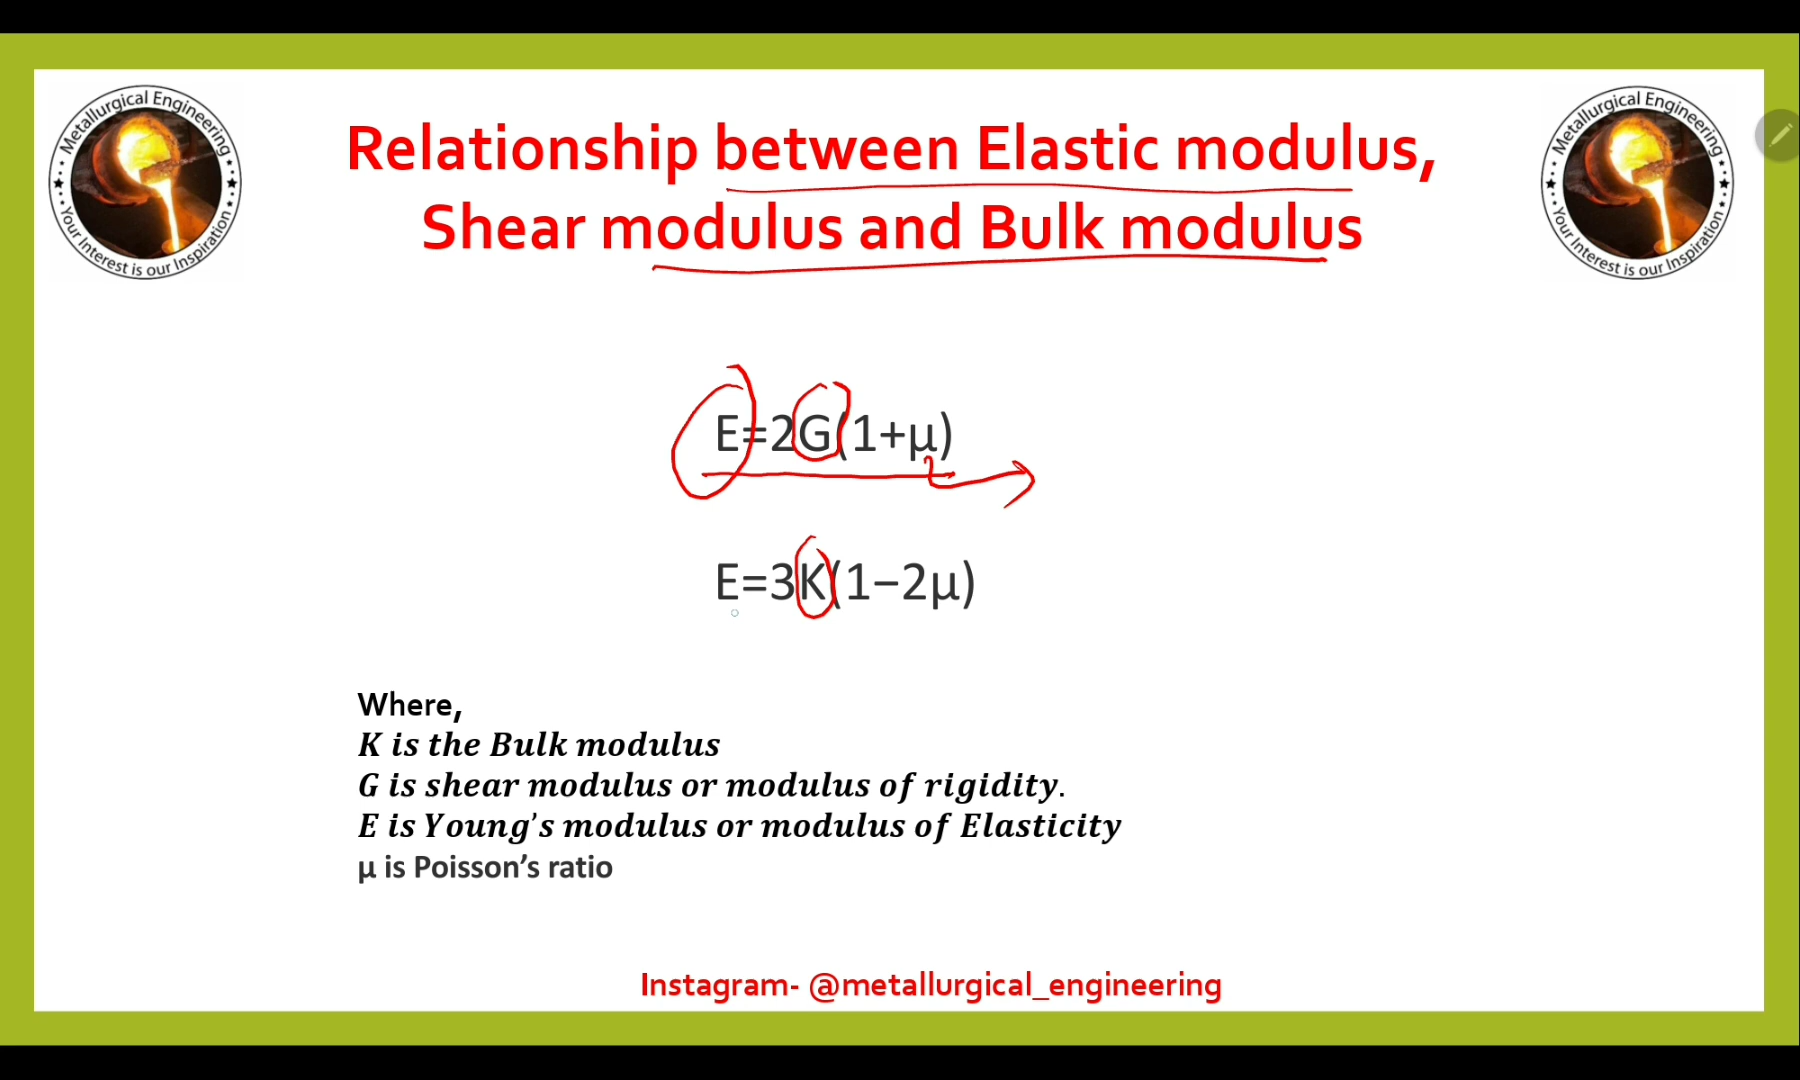 Metallurgical Engineering
Your Interest is our Inspiration
Metallurgical Engineering
Your Interest is our Inspiration
Relationship between Elastic modulus,
Shear modulus and Bulk modulus
E=2G(1+μ)
E=3K(1−2μ)
Where,
K is the Bulk modulus
G is shear modulus or modulus of rigidity.
E is Young's modulus or modulus of Elasticity
μ is Poisson’s ratio
Instagram- @metallurgical_engineering